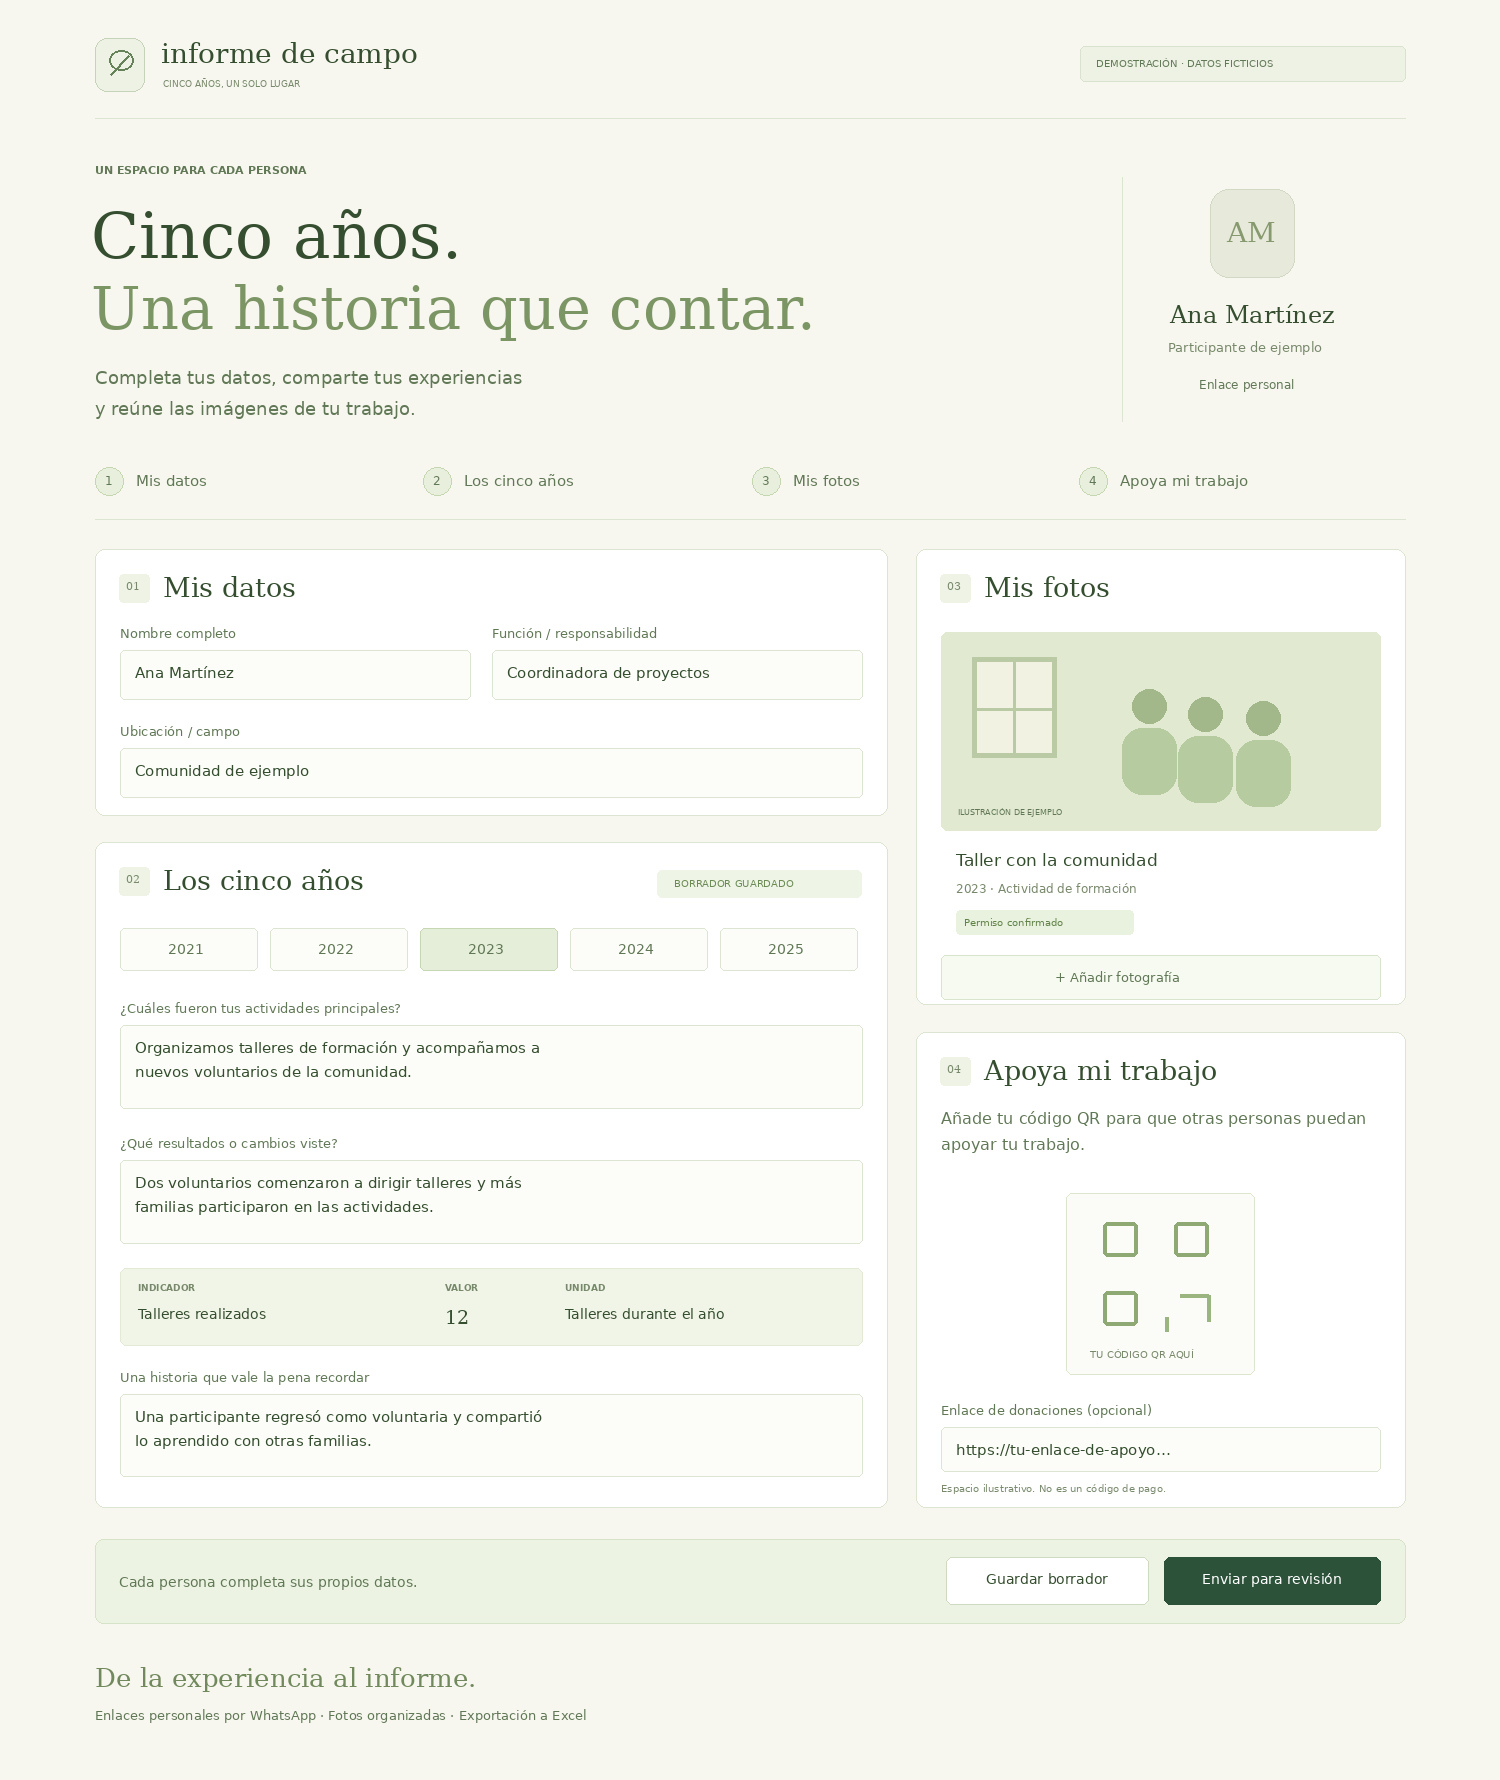 informe de campo
CINCO AÑOS, UN SOLO LUGAR
DEMOSTRACIÓN · DATOS FICTICIOS
UN ESPACIO PARA CADA PERSONA
Cinco años.
Una historia que contar.
Completa tus datos, comparte tus experiencias
y reúne las imágenes de tu trabajo.
AM
Ana Martínez
Participante de ejemplo
Enlace personal
1 Mis datos
2 Los cinco años
3 Mis fotos
4 Apoya mi trabajo
01 Mis datos
Nombre completo
Ana Martínez
Función / responsabilidad
Coordinadora de proyectos
Ubicación / campo
Comunidad de ejemplo
02 Los cinco años
BORRADOR GUARDADO
2021 2022 2023 2024 2025
¿Cuáles fueron tus actividades principales?
Organizamos talleres de formación y acompañamos a
nuevos voluntarios de la comunidad.
¿Qué resultados o cambios viste?
Dos voluntarios comenzaron a dirigir talleres y más
familias participaron en las actividades.
INDICADOR VALOR UNIDAD
Talleres realizados 12 Talleres durante el año
Una historia que vale la pena recordar
Una participante regresó como voluntaria y compartió
lo aprendido con otras familias.
03 Mis fotos
ILUSTRACIÓN DE EJEMPLO
Taller con la comunidad
2023 · Actividad de formación
Permiso confirmado
+ Añadir fotografía
04 Apoya mi trabajo
Añade tu código QR para que otras personas puedan
apoyar tu trabajo.
TU CÓDIGO QR AQUÍ
Enlace de donaciones (opcional)
https://tu-enlace-de-apoyo...
Espacio ilustrativo. No es un código de pago.
Cada persona completa sus propios datos.
Guardar borrador
Enviar para revisión
De la experiencia al informe.
Enlaces personales por WhatsApp · Fotos organizadas · Exportación a Excel